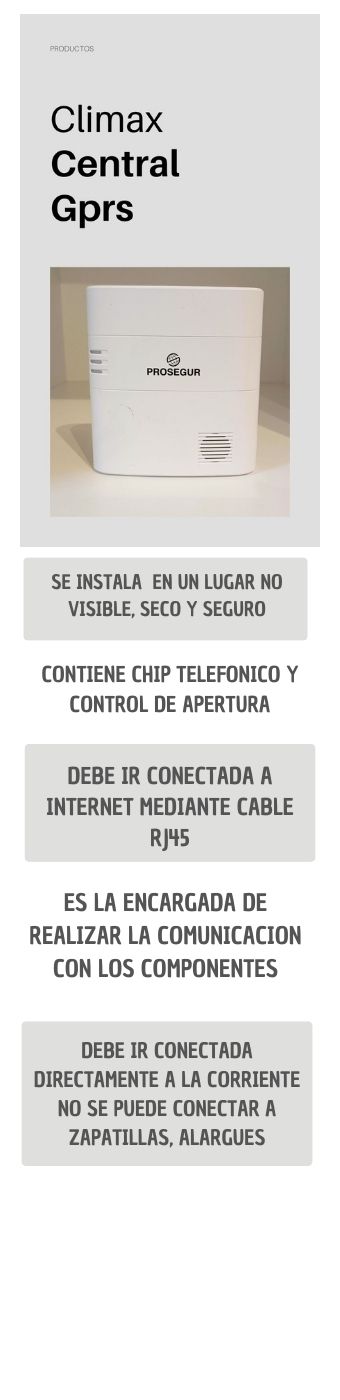 PRODUCTOS
Climax
Central
Gprs
PROSEGUR
SE INSTALA EN UN LUGAR NO
VISIBLE, SECO Y SEGURO
CONTIENE CHIP TELEFONICO Y
CONTROL DE APERTURA
DEBE IR CONECTADA A
INTERNET MEDIANTE CABLE
RJ45
ES LA ENCARGADA DE
REALIZAR LA COMUNICACION
CON LOS COMPONENTES
DEBE IR CONECTADA
DIRECTAMENTE A LA CORRIENTE
NO SE PUEDE CONECTAR A
ZAPATILLAS, ALARGUES